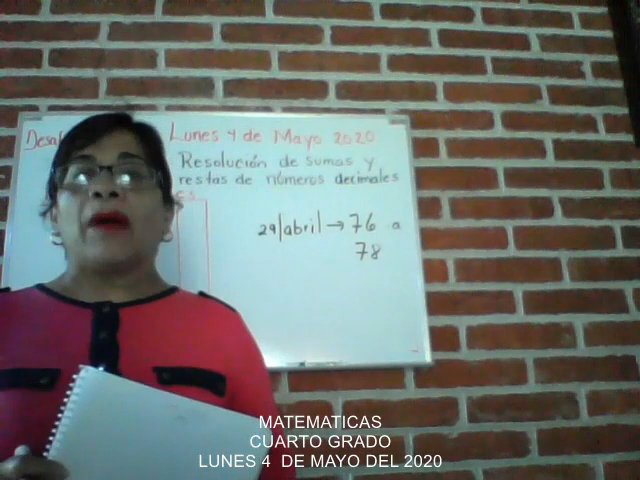 Lunes 4 de Mayo 2020
Resolución de sumas y
restas de números decimales
29/abril → 76 a
78
MATEMATICAS
CUARTO GRADO
LUNES 4 DE MAYO DEL 2020